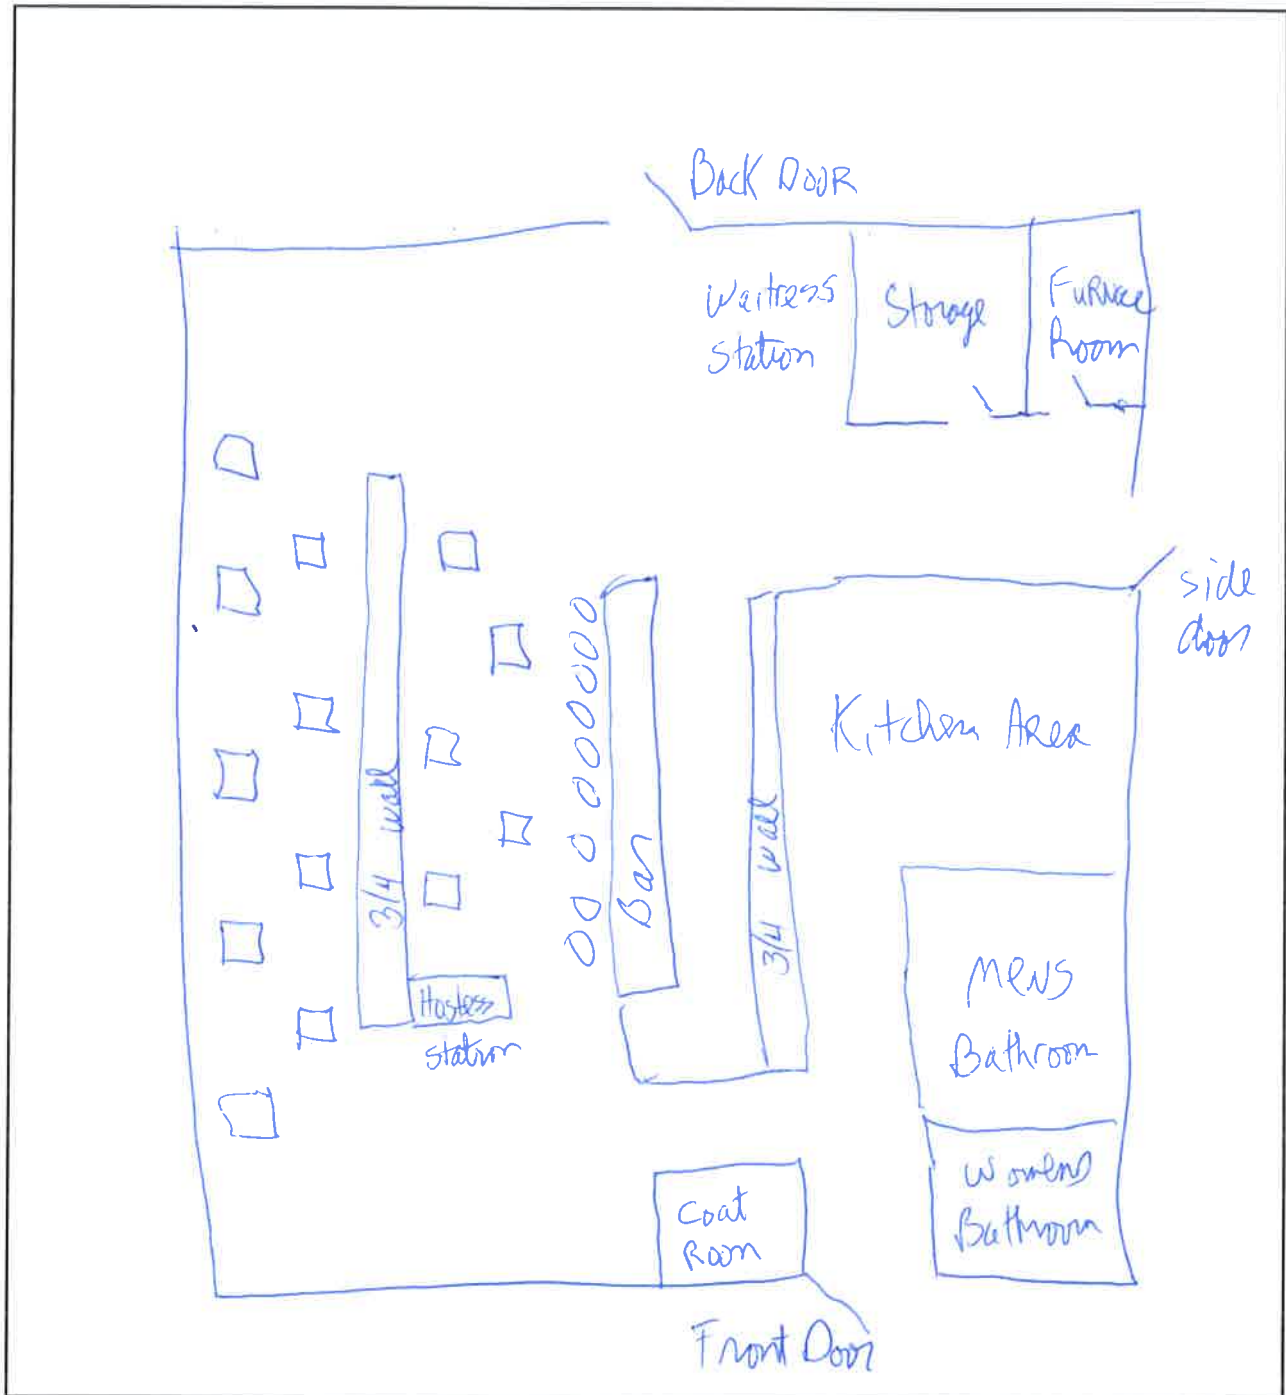 Back DOOR
Waitress
Station
Storage
FURNace
Room
side
door
Kitchen Area
3/4 wall
Bar
3/4 wall
Hostess
station
Mens
Bathroom
Coat
Room
Womens
Bathroom
Front Door